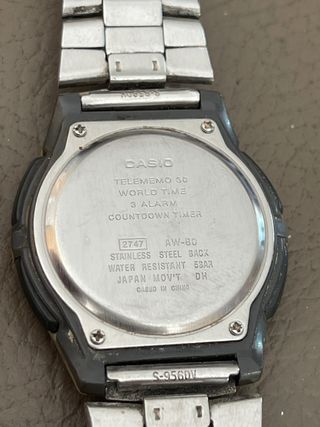 CASIO
TELEMEMO 30
WORLD TIME
3 ALARM
COUNTDOWN TIMER
2747 AW-80
STAINLESS STEEL BACK
WATER RESISTANT 5BAR
JAPAN MOV'T DH
CASED IN CHINA
S-9560V